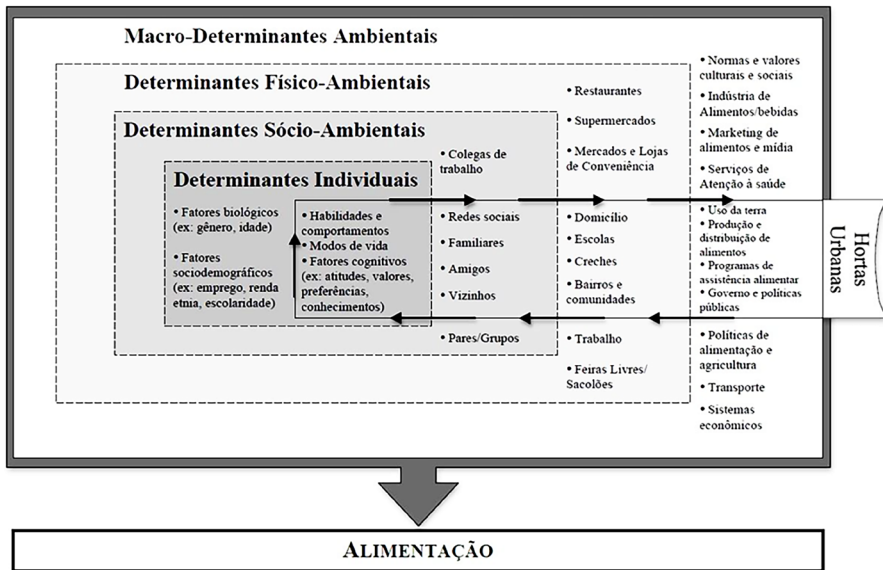 Macro-Determinantes Ambientais
Determinantes Físico-Ambientais
Determinantes Sócio-Ambientais
Determinantes Individuais
• Fatores biológicos
(ex: gênero, idade)
• Fatores
sociodemográficos
(ex: emprego, renda
etnia, escolaridade)
• Habilidades e
comportamentos
• Modos de vida
• Fatores cognitivos
(ex: atitudes, valores,
preferências,
conhecimentos)
• Colegas de
trabalho
• Redes sociais
• Familiares
• Amigos
• Vizinhos
• Pares/Grupos
• Restaurantes
• Supermercados
• Mercados e Lojas
de Conveniência
• Domicílio
• Escolas
• Creches
• Bairros e
comunidades
• Trabalho
• Feiras Livres/
Sacolões
• Normas e valores
culturais e sociais
• Indústria de
Alimentos/bebidas
• Marketing de
alimentos e mídia
• Serviços de
Atenção à saúde
• Uso da terra
• Produção e
distribuição de
alimentos
• Programas de
assistência alimentar
• Governo e políticas
públicas
• Políticas de
alimentação e
agricultura
• Transporte
• Sistemas
econômicos
Hortas
Urbanas
ALIMENTAÇÃO